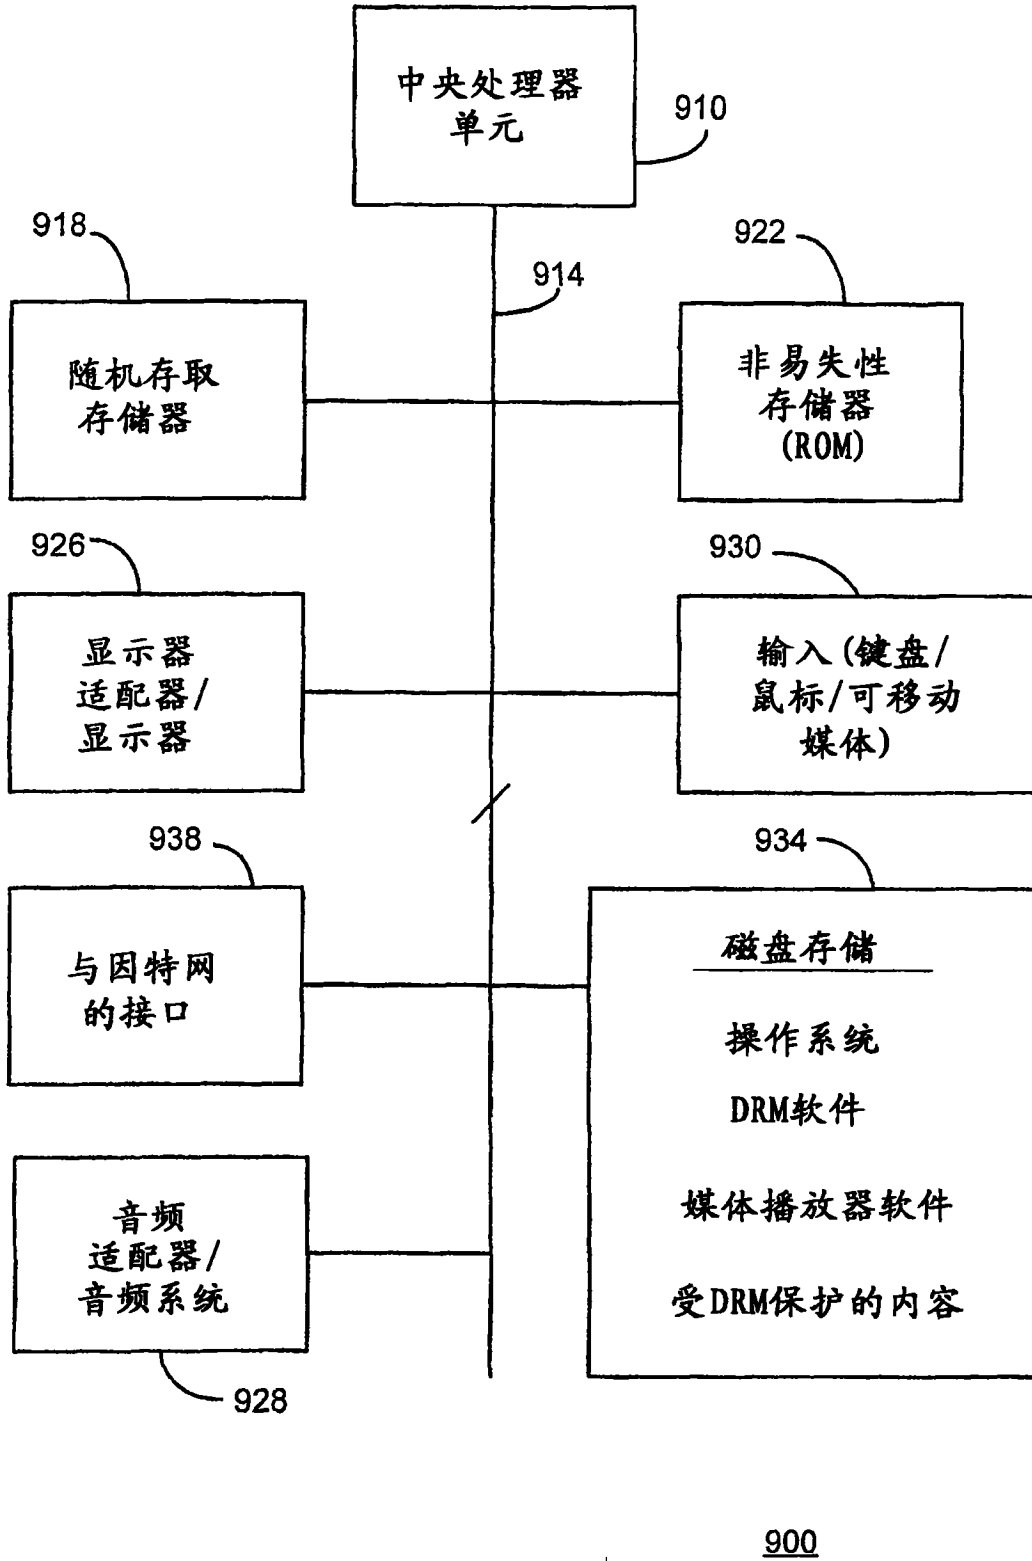 中央处理器
单元
910
918
922
914
随机存取
存储器
非易失性
存储器
(ROM)
926
930
显示器
适配器/
显示器
输入(键盘/
鼠标/可移动
媒体)
938
934
与因特网
的接口
磁盘存储
操作系统
DRM软件
媒体播放器软件
受DRM保护的内容
音频
适配器/
音频系统
928
900